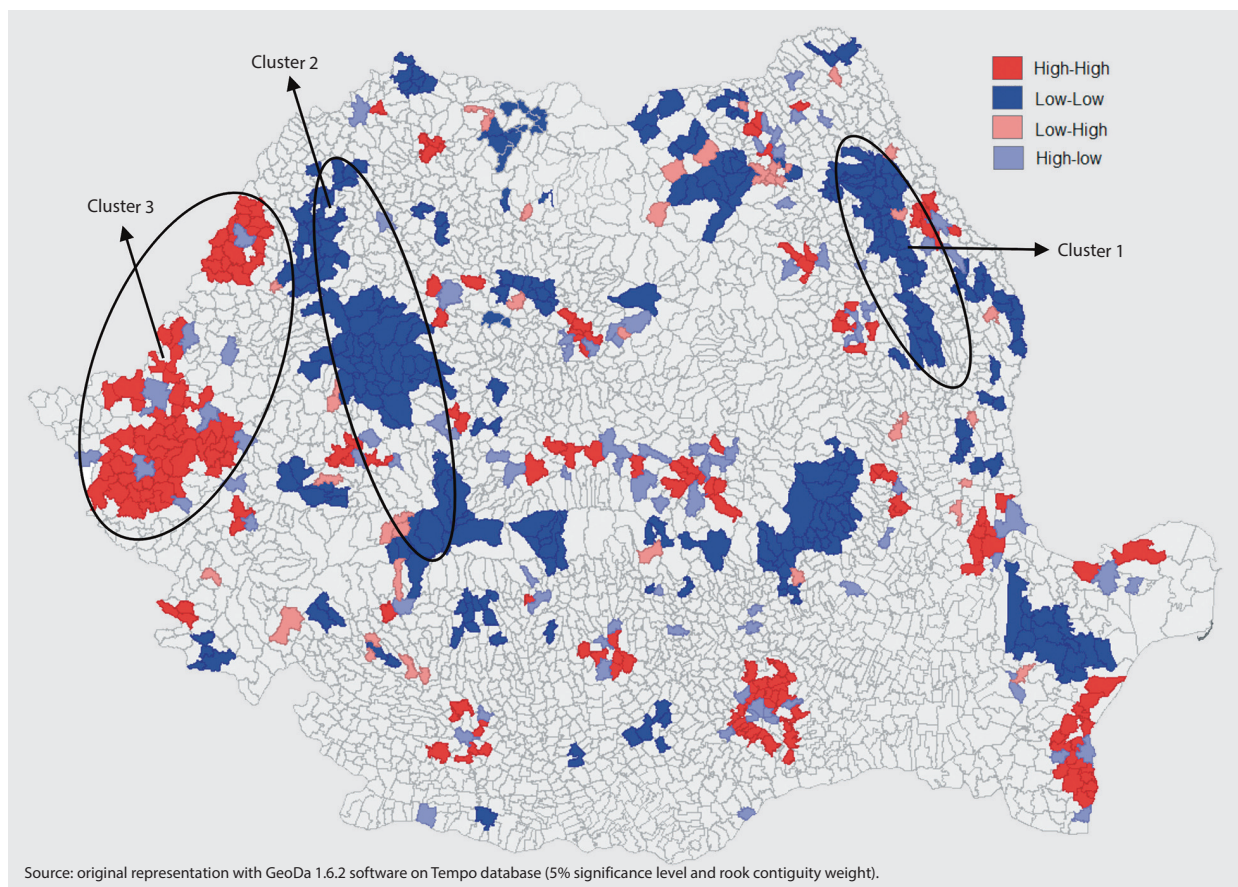 Cluster 2
High-High
Low-Low
Low-High
High-low
Cluster 3
Cluster 1
Source: original representation with GeoDa 1.6.2 software on Tempo database (5% significance level and rook contiguity weight).